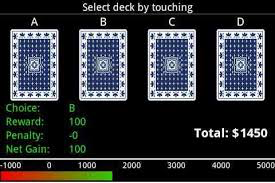 Select deck by touching
A B C D
Choice: B
Reward: 100
Penalty: -0
Net Gain: 100
Total: $1450
-1000 0 1000 2000 3000 4000 5000